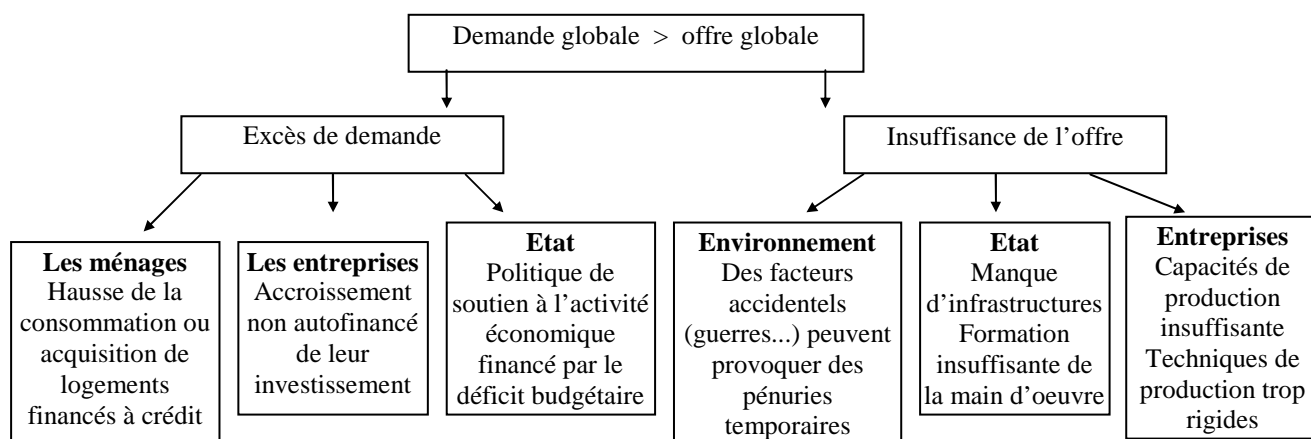 Demande globale > offre globale
Excès de demande
Insuffisance de l'offre
Les ménages
Hausse de la
consommation ou
acquisition de
logements
financés à crédit
Les entreprises
Accroissement
non autofinancé
de leur
investissement
Etat
Politique de
soutien à l'activité
économique
financé par le
déficit budgétaire
Environnement
Des facteurs
accidentels
(guerres...) peuvent
provoquer des
pénuries
temporaires
Etat
Manque
d'infrastructures
Formation
insuffisante de
la main d'oeuvre
Entreprises
Capacités de
production
insuffisante
Techniques de
production trop
rigides